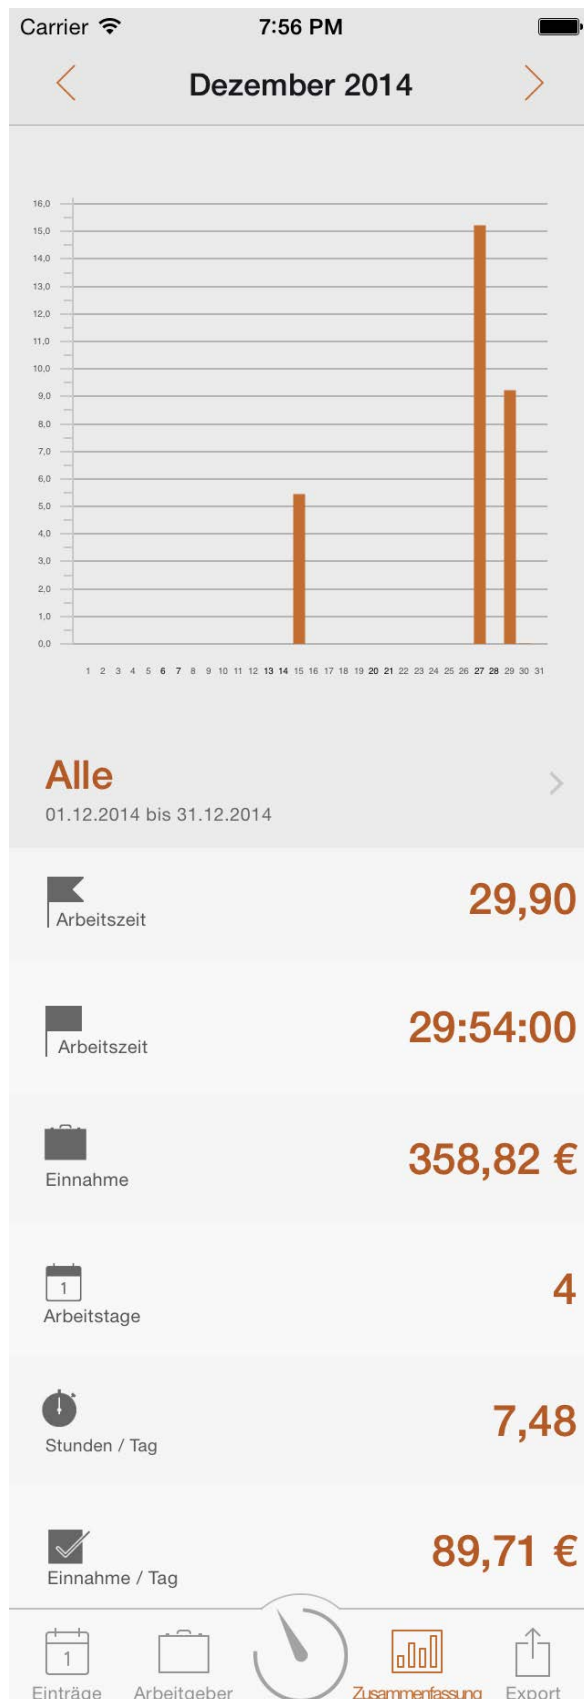 Carrier 7:56 PM
Dezember 2014
16,0
15,0
14,0
13,0
12,0
11,0
10,0
9,0
8,0
7,0
6,0
5,0
4,0
3,0
2,0
1,0
0,0
1 2 3 4 5 6 7 8 9 10 11 12 13 14 15 16 17 18 19 20 21 22 23 24 25 26 27 28 29 30 31
Alle
01.12.2014 bis 31.12.2014
Arbeitszeit 29,90
Arbeitszeit 29:54:00
Einnahme 358,82 €
1
Arbeitstage 4
Stunden / Tag 7,48
Einnahme / Tag 89,71 €
1
Einträge Arbeitgeber Zusammenfassung Export